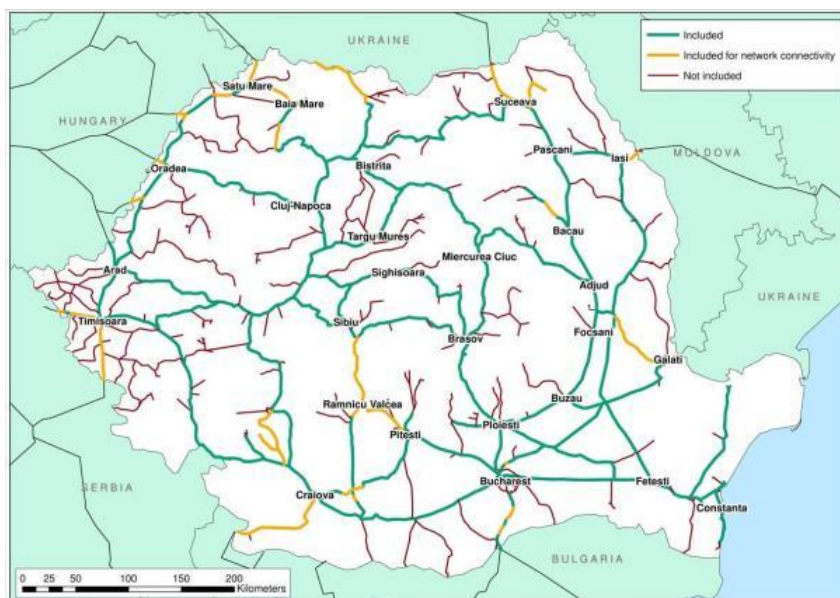 UKRAINE
Included
Included for network connectivity
Not included
Satu Mare
Baia Mare
Suceava
HUNGARY
Pascani
Iasi
MOLDOVA
Oradea
Bistrita
Cluj-Napoca
Targu Mures
Bacau
Miercurea Ciuc
Arad
Sighisoara
Adjud
UKRAINE
Timisoara
Sibiu
Focsani
Brasov
Galati
Ramnicu Valcea
Buzau
Pitesti
Ploiesti
Bucharest
Fetesti
SERBIA
Craiova
Constanta
BULGARIA
0 50 100 150 200
Kilometers